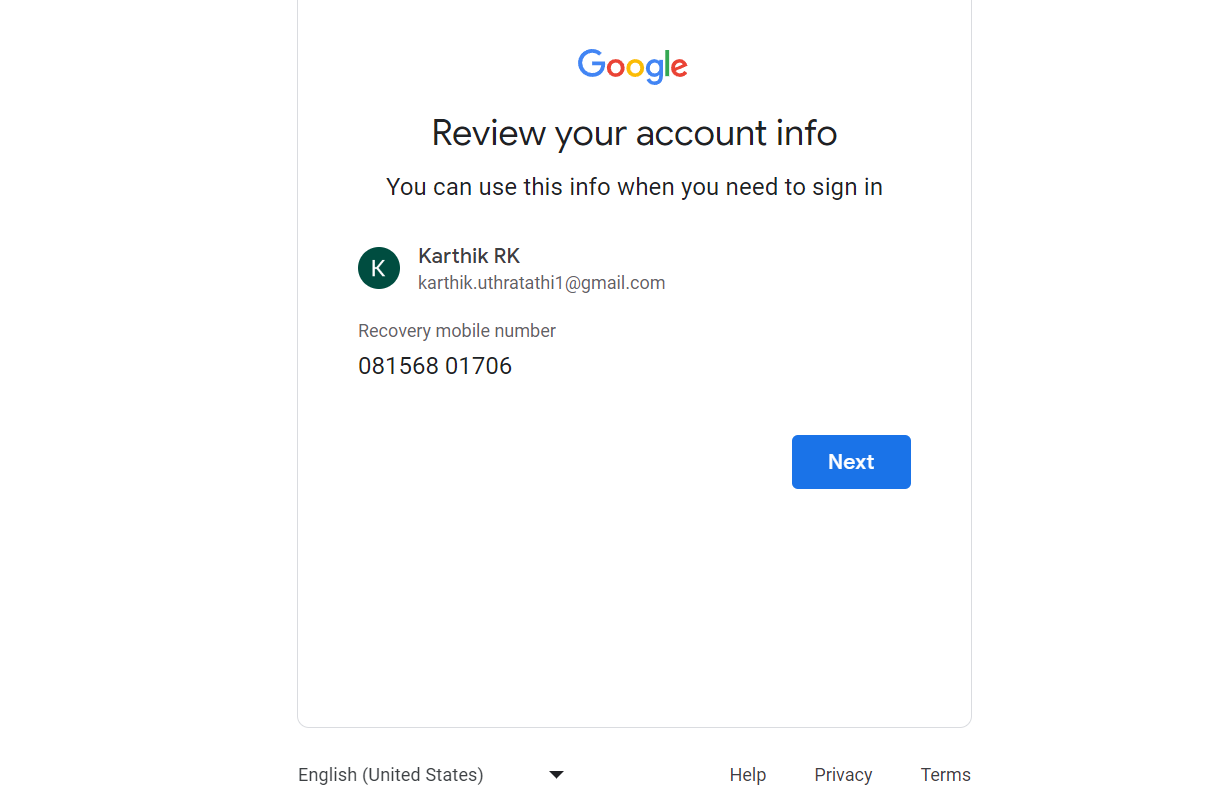 Google
Review your account info
You can use this info when you need to sign in
K
Karthik RK
karthik.uthratathi1@gmail.com
Recovery mobile number
081568 01706
Next
English (United States)
Help Privacy Terms